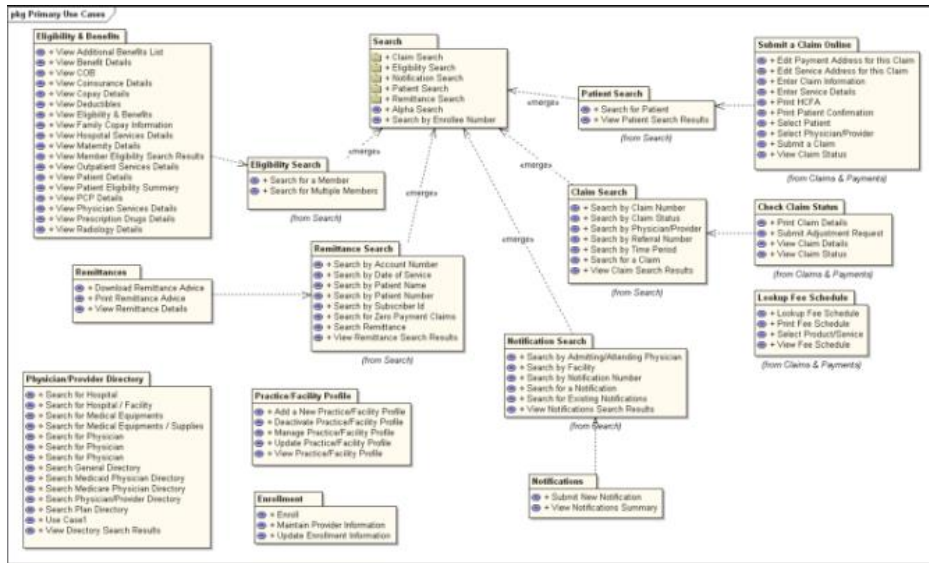 pkg Primary Use Cases
Eligibility & Benefits
+ View Additional Benefits List
+ View Benefit Details
+ View COB
+ View Coinsurance Details
+ View Copay Details
+ View Deductibles
+ View Eligibility & Benefits
+ View Family Copay Information
+ View Hospital Services Details
+ View Maternity Details
+ View Member Eligibility Search Results
+ View Outpatient Services Details
+ View Patient Details
+ View Patient Eligibility Summary
+ View PCP Details
+ View Physician Services Details
+ View Prescription Drugs Details
+ View Radiology Details
Search
+ Claim Search
+ Eligibility Search
+ Notification Search
+ Patient Search
+ Remittance Search
+ Alpha Search
+ Search by Enrollee Number
Patient Search
+ Search for Patient
+ View Patient Search Results
(from Search)
Submit a Claim Online
+ Edit Payment Address for this Claim
+ Edit Service Address for this Claim
+ Enter Claim Information
+ Enter Service Details
+ Print HCFA
+ Print Patient Confirmation
+ Select Patient
+ Select Physician/Provider
+ Submit a Claim
+ View Claim Status
(from Claims & Payments)
«merge»
«merge»
«merge»
«merge»
«merge»
Eligibility Search
+ Search for a Member
+ Search for Multiple Members
(from Search)
Claim Search
+ Search by Claim Number
+ Search by Claim Status
+ Search by Physician/Provider
+ Search by Referral Number
+ Search by Time Period
+ Search for a Claim
+ View Claim Search Results
(from Search)
Check Claim Status
+ Print Claim Details
+ Submit Adjustment Request
+ View Claim Details
+ View Claim Status
(from Claims & Payments)
Remittances
+ Download Remittance Advice
+ Print Remittance Advice
+ View Remittance Details
Remittance Search
+ Search by Account Number
+ Search by Date of Service
+ Search by Patient Name
+ Search by Patient Number
+ Search by Subscriber Id
+ Search for Zero Payment Claims
+ Search Remittance
+ View Remittance Search Results
(from Search)
Lookup Fee Schedule
+ Lookup Fee Schedule
+ Print Fee Schedule
+ Select Product/Service
+ View Fee Schedule
(from Claims & Payments)
Notification Search
+ Search by Admitting/Attending Physician
+ Search by Facility
+ Search by Notification Number
+ Search for a Notification
+ Search for Existing Notifications
+ View Notifications Search Results
(from Search)
Physician/Provider Directory
+ Search for Hospital
+ Search for Hospital / Facility
+ Search for Medical Equipments
+ Search for Medical Equipments / Supplies
+ Search for Physician
+ Search for Physician
+ Search for Physician
+ Search General Directory
+ Search Medicaid Physician Directory
+ Search Medicare Physician Directory
+ Search Physician/Provider Directory
+ Search Plan Directory
+ Use Case1
+ View Directory Search Results
Practice/Facility Profile
+ Add a New Practice/Facility Profile
+ Deactivate Practice/Facility Profile
+ Manage Practice/Facility Profile
+ Update Practice/Facility Profile
+ View Practice/Facility Profile
Enrollment
+ Enroll
+ Maintain Provider Information
+ Update Enrollment Information
Notifications
+ Submit New Notification
+ View Notifications Summary